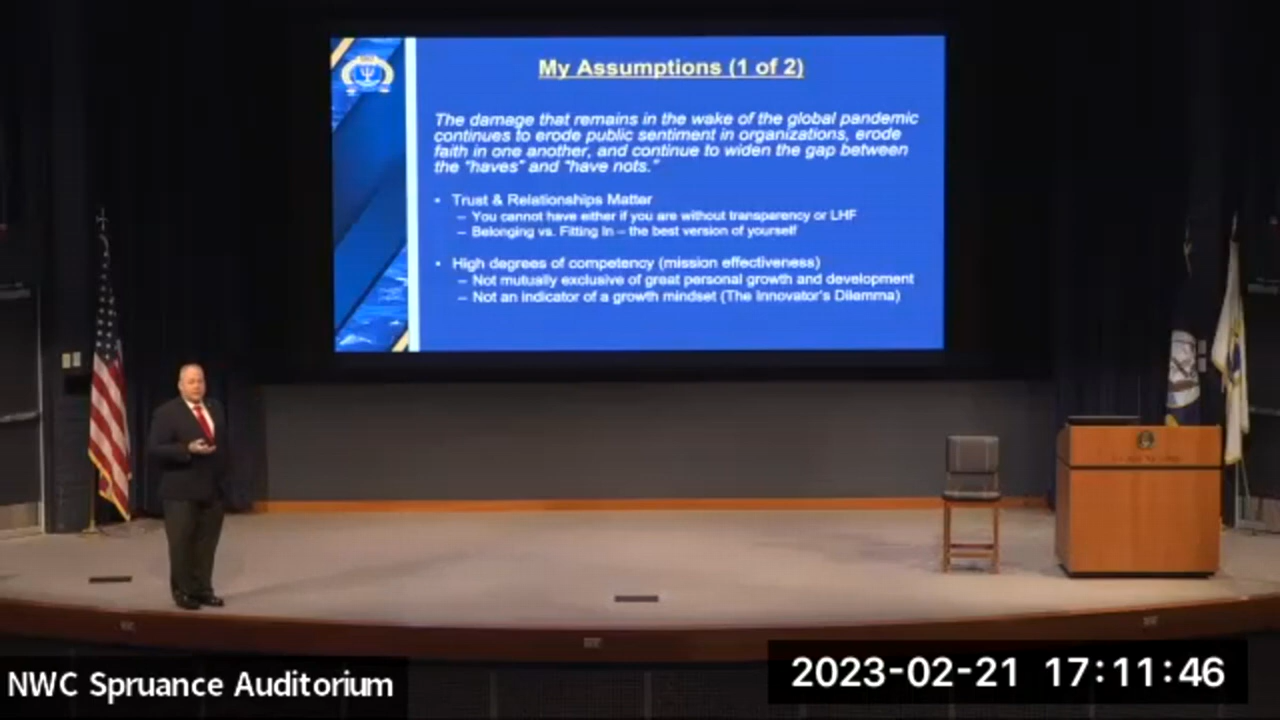 My Assumptions (1 of 2)
The damage that remains in the wake of the global pandemic
continues to erode public sentiment in organizations, erode
faith in one another, and continue to widen the gap between
the "haves" and "have nots."
• Trust & Relationships Matter
– You cannot have either if you are without transparency or LHF
– Belonging vs. Fitting In – the best version of yourself
• High degrees of competency (mission effectiveness)
– Not mutually exclusive of great personal growth and development
– Not an indicator of a growth mindset (The Innovator's Dilemma)
NWC Spruance Auditorium
2023-02-21 17:11:46